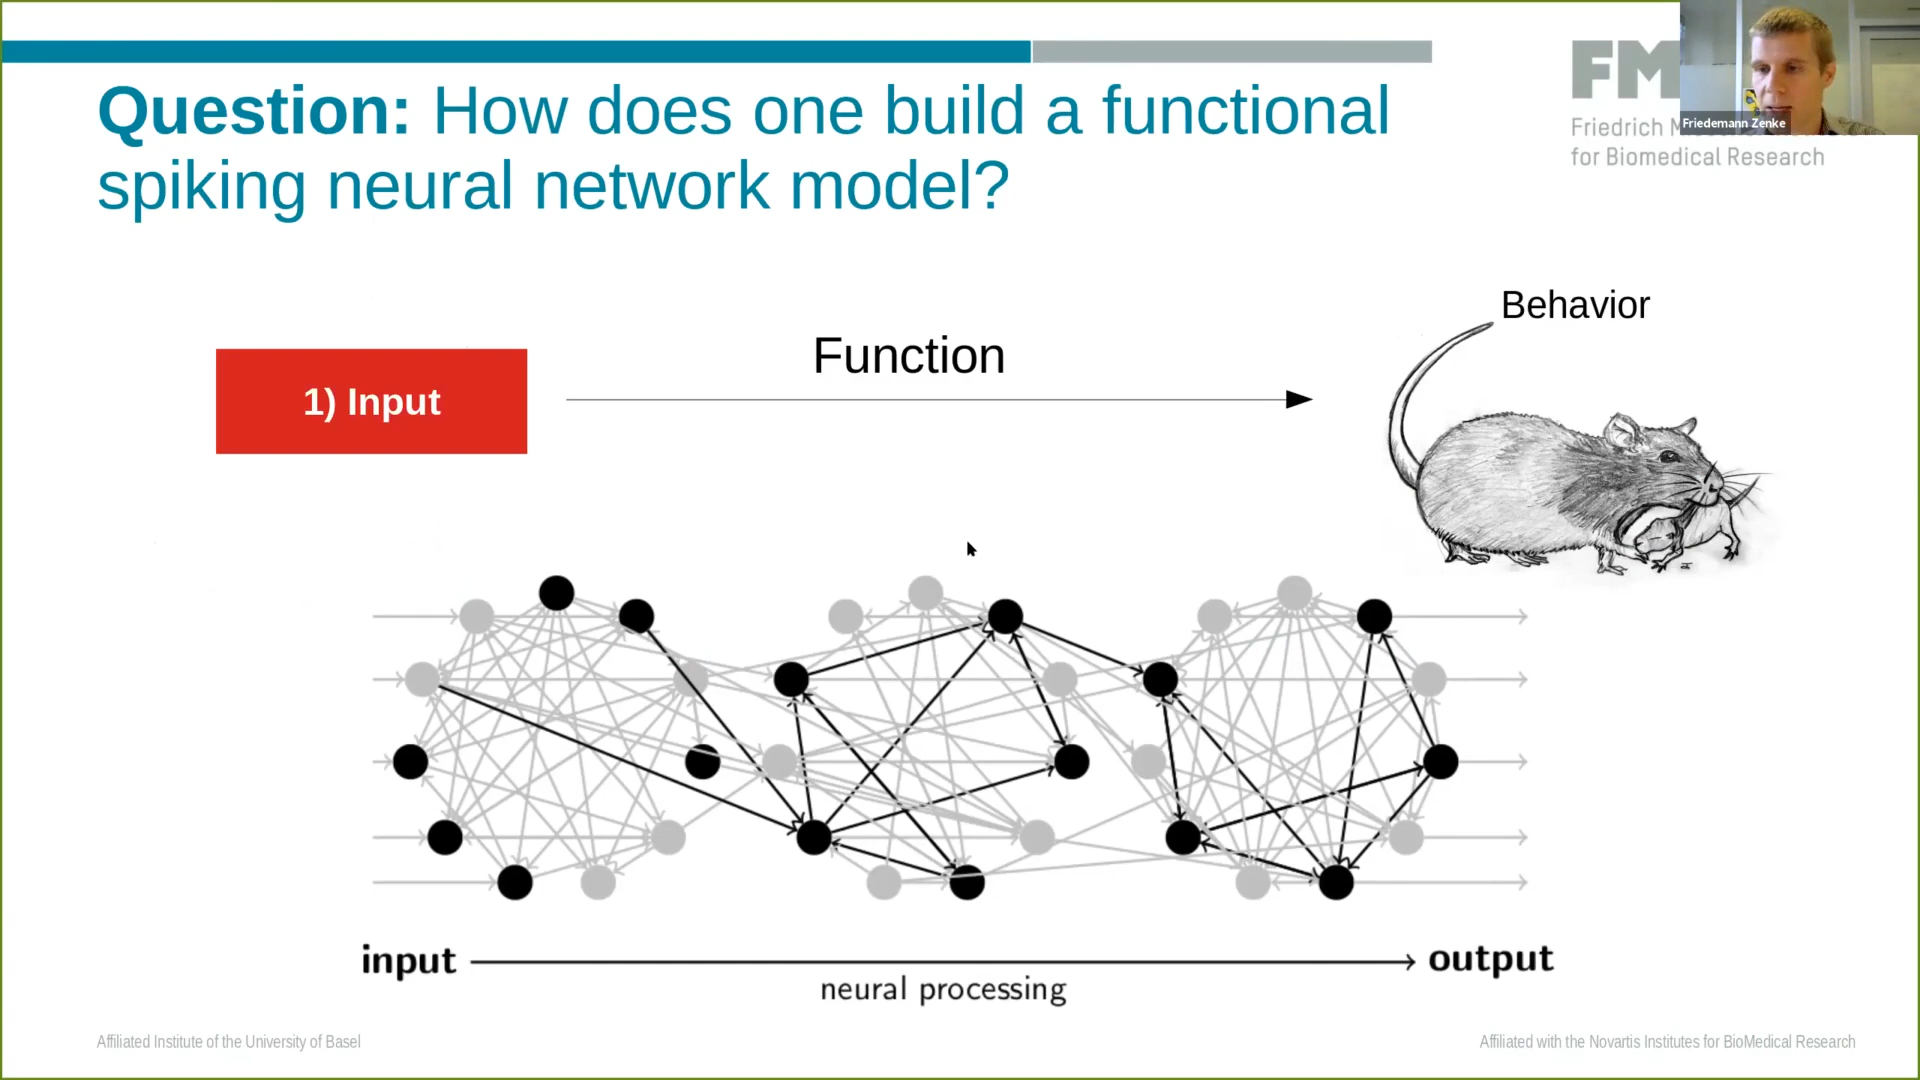 Question: How does one build a functional
spiking neural network model?
FM
Friedrich
for Biomedical Research
Friedemann Zenke
Behavior
Function
1) Input
input
output
neural processing
Affiliated Institute of the University of Basel
Affiliated with the Novartis Institutes for BioMedical Research